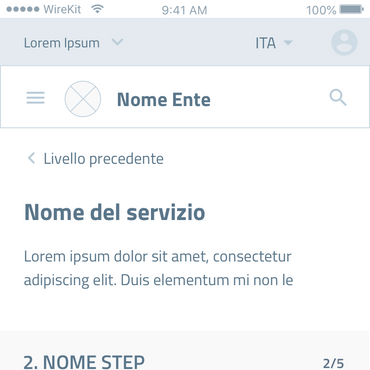 WireKit 9:41 AM 100%
Lorem Ipsum ITA
Nome Ente
Livello precedente
Nome del servizio
Lorem ipsum dolor sit amet, consectetur
adipiscing elit. Duis elementum mi non le
2. NOME STEP 2/5